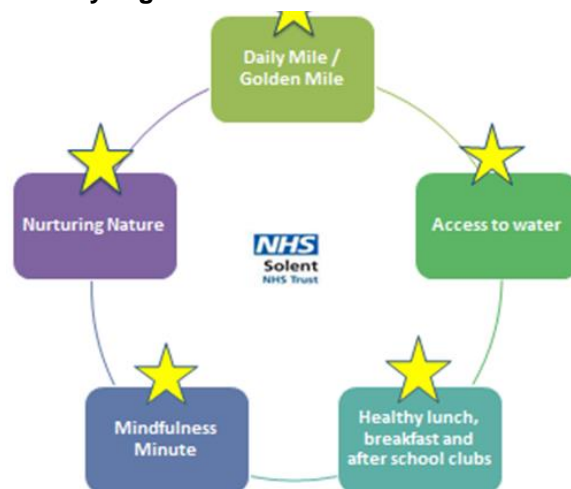 Daily Mile /
Golden Mile
Nurturing Nature
Access to water
NHS
Solent
NHS Trust
Mindfulness
Minute
Healthy lunch,
breakfast and
after school clubs